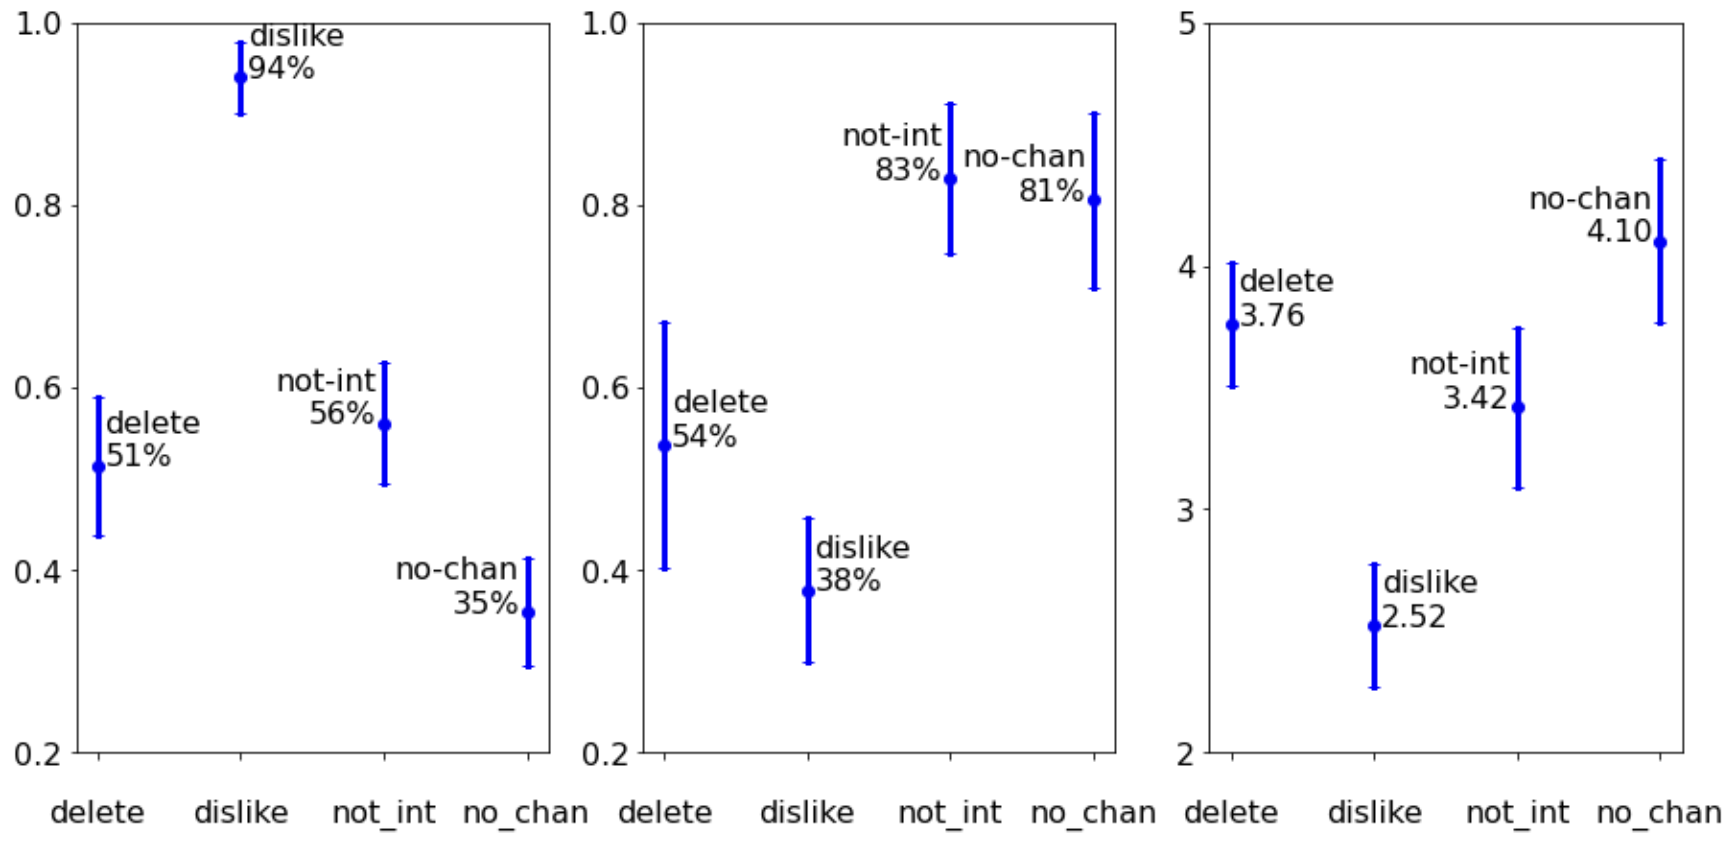 1.0
0.8
0.6
0.4
0.2
dislike
94%
delete
51%
not-int
56%
no-chan
35%
delete
dislike
not_int
no_chan
1.0
0.8
0.6
0.4
0.2
not-int
83%
no-chan
81%
delete
54%
dislike
38%
delete
dislike
not_int
no_chan
5
4
3
2
no-chan
4.10
delete
3.76
not-int
3.42
dislike
2.52
delete
dislike
not_int
no_chan